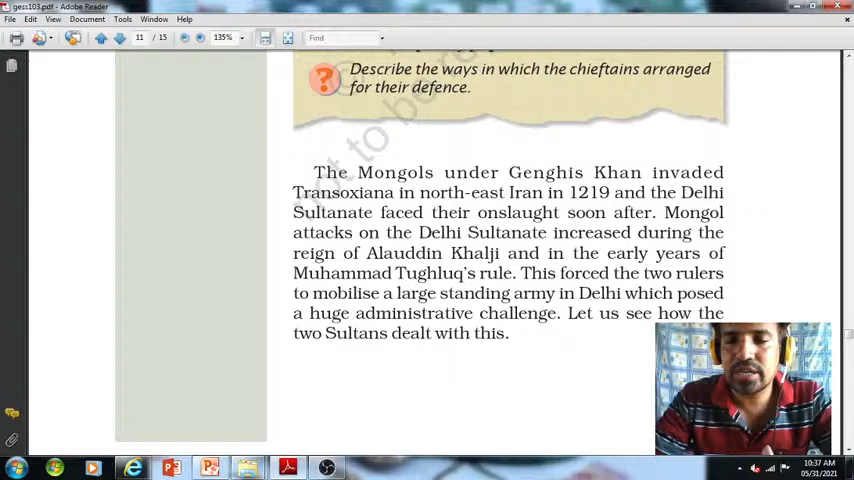 gess103.pdf - Adobe Reader
File Edit View Document Tools Window Help
11 / 15 135% Find
Describe the ways in which the chieftains arranged
for their defence.
not to be re
The Mongols under Genghis Khan invaded
Transoxiana in north-east Iran in 1219 and the Delhi
Sultanate faced their onslaught soon after. Mongol
attacks on the Delhi Sultanate increased during the
reign of Alauddin Khalji and in the early years of
Muhammad Tughluq's rule. This forced the two rulers
to mobilise a large standing army in Delhi which posed
a huge administrative challenge. Let us see how the
two Sultans dealt with this.
10:37 AM
05/31/2021